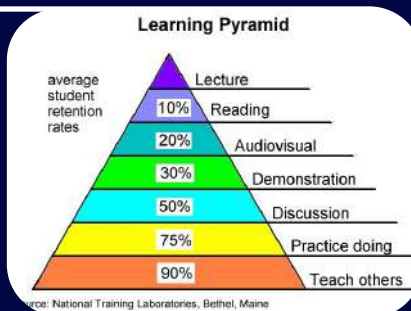 Learning Pyramid
average
student
retention
rates
Lecture
10% Reading
20% Audiovisual
30% Demonstration
50% Discussion
75% Practice doing
90% Teach others
National Training Laboratories, Bethel, Maine